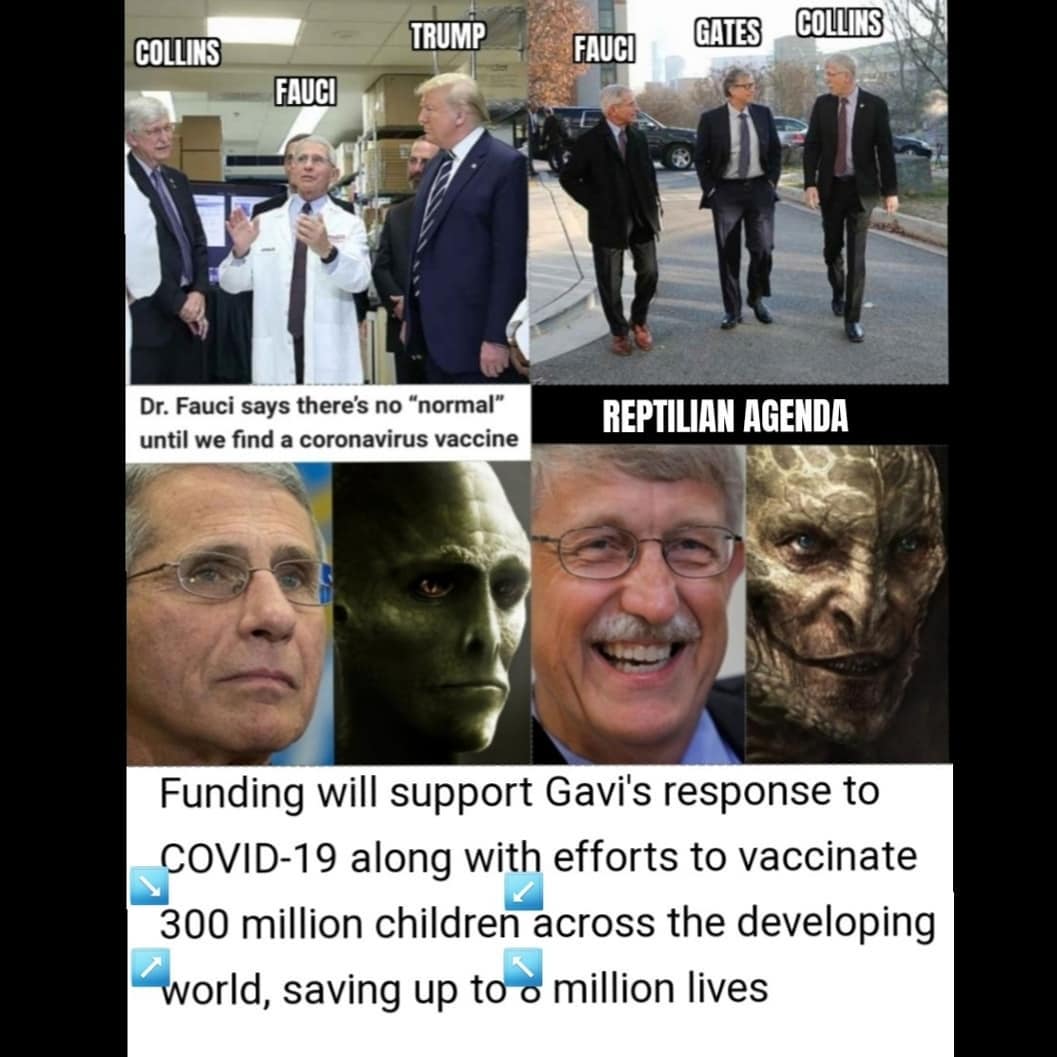 COLLINS
FAUCI
TRUMP
FAUCI
GATES
COLLINS
Dr. Fauci says there's no “normal”
until we find a coronavirus vaccine
REPTILIAN AGENDA
Funding will support Gavi's response to
COVID-19 along with efforts to vaccinate
300 million children across the developing
world, saving up to 8 million lives